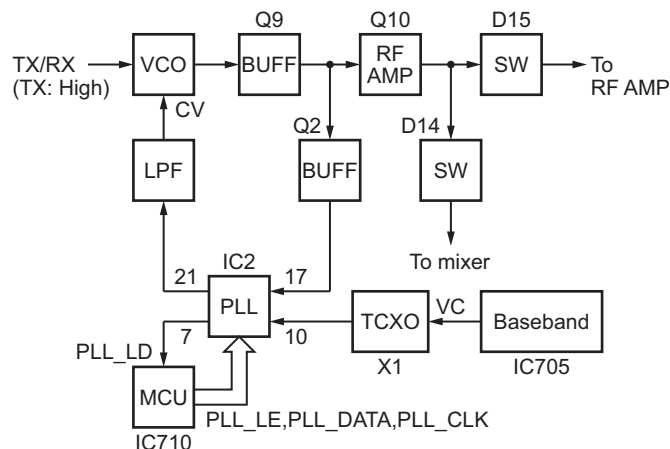 Q9
Q10
D15
TX/RX
(TX: High)
VCO
BUFF
RF
AMP
SW
To
RF AMP
CV
Q2
D14
LPF
BUFF
SW
To mixer
IC2
21
17
PLL
7
10
TCXO
VC
Baseband
X1
IC705
PLL_LD
MCU
PLL_LE,PLL_DATA,PLL_CLK
IC710